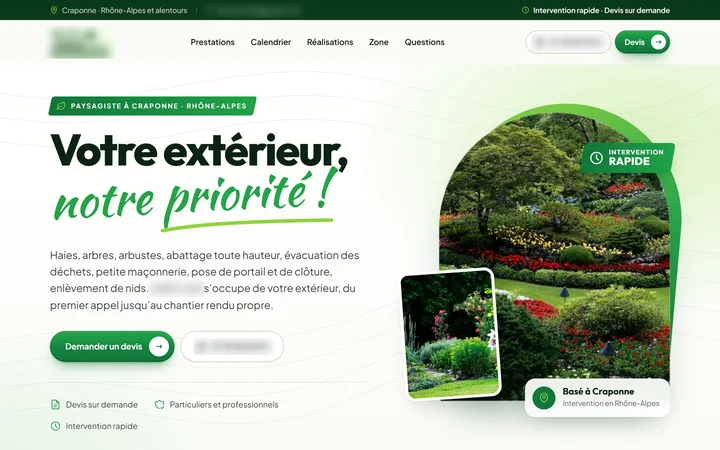 Craponne · Rhône-Alpes et alentours
Intervention rapide · Devis sur demande
Prestations Calendrier Réalisations Zone Questions
Devis →
PAYSAGISTE À CRAPONNE · RHÔNE-ALPES
Votre extérieur,
notre priorité !
Haies, arbres, arbustes, abattage toute hauteur, évacuation des
déchets, petite maçonnerie, pose de portail et de clôture,
enlèvement de nids. s'occupe de votre extérieur, du
premier appel jusqu'au chantier rendu propre.
Demander un devis →
Devis sur demande Particuliers et professionnels
Intervention rapide
INTERVENTION
RAPIDE
Basé à Craponne
Intervention en Rhône-Alpes